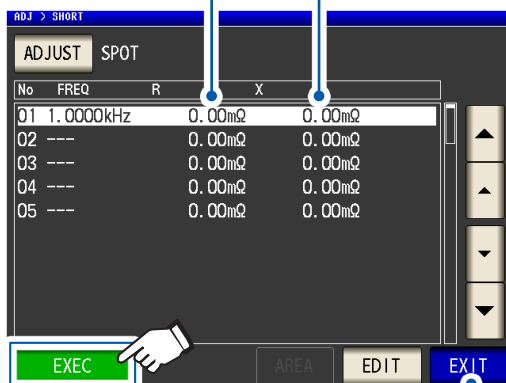 ADJ > SHORT
ADJUST SPOT
No FREQ R X
01 1.0000kHz 0.00mΩ 0.00mΩ
02 --- 0.00mΩ 0.00mΩ
03 --- 0.00mΩ 0.00mΩ
04 --- 0.00mΩ 0.00mΩ
05 --- 0.00mΩ 0.00mΩ
EXEC AREA EDIT EXIT